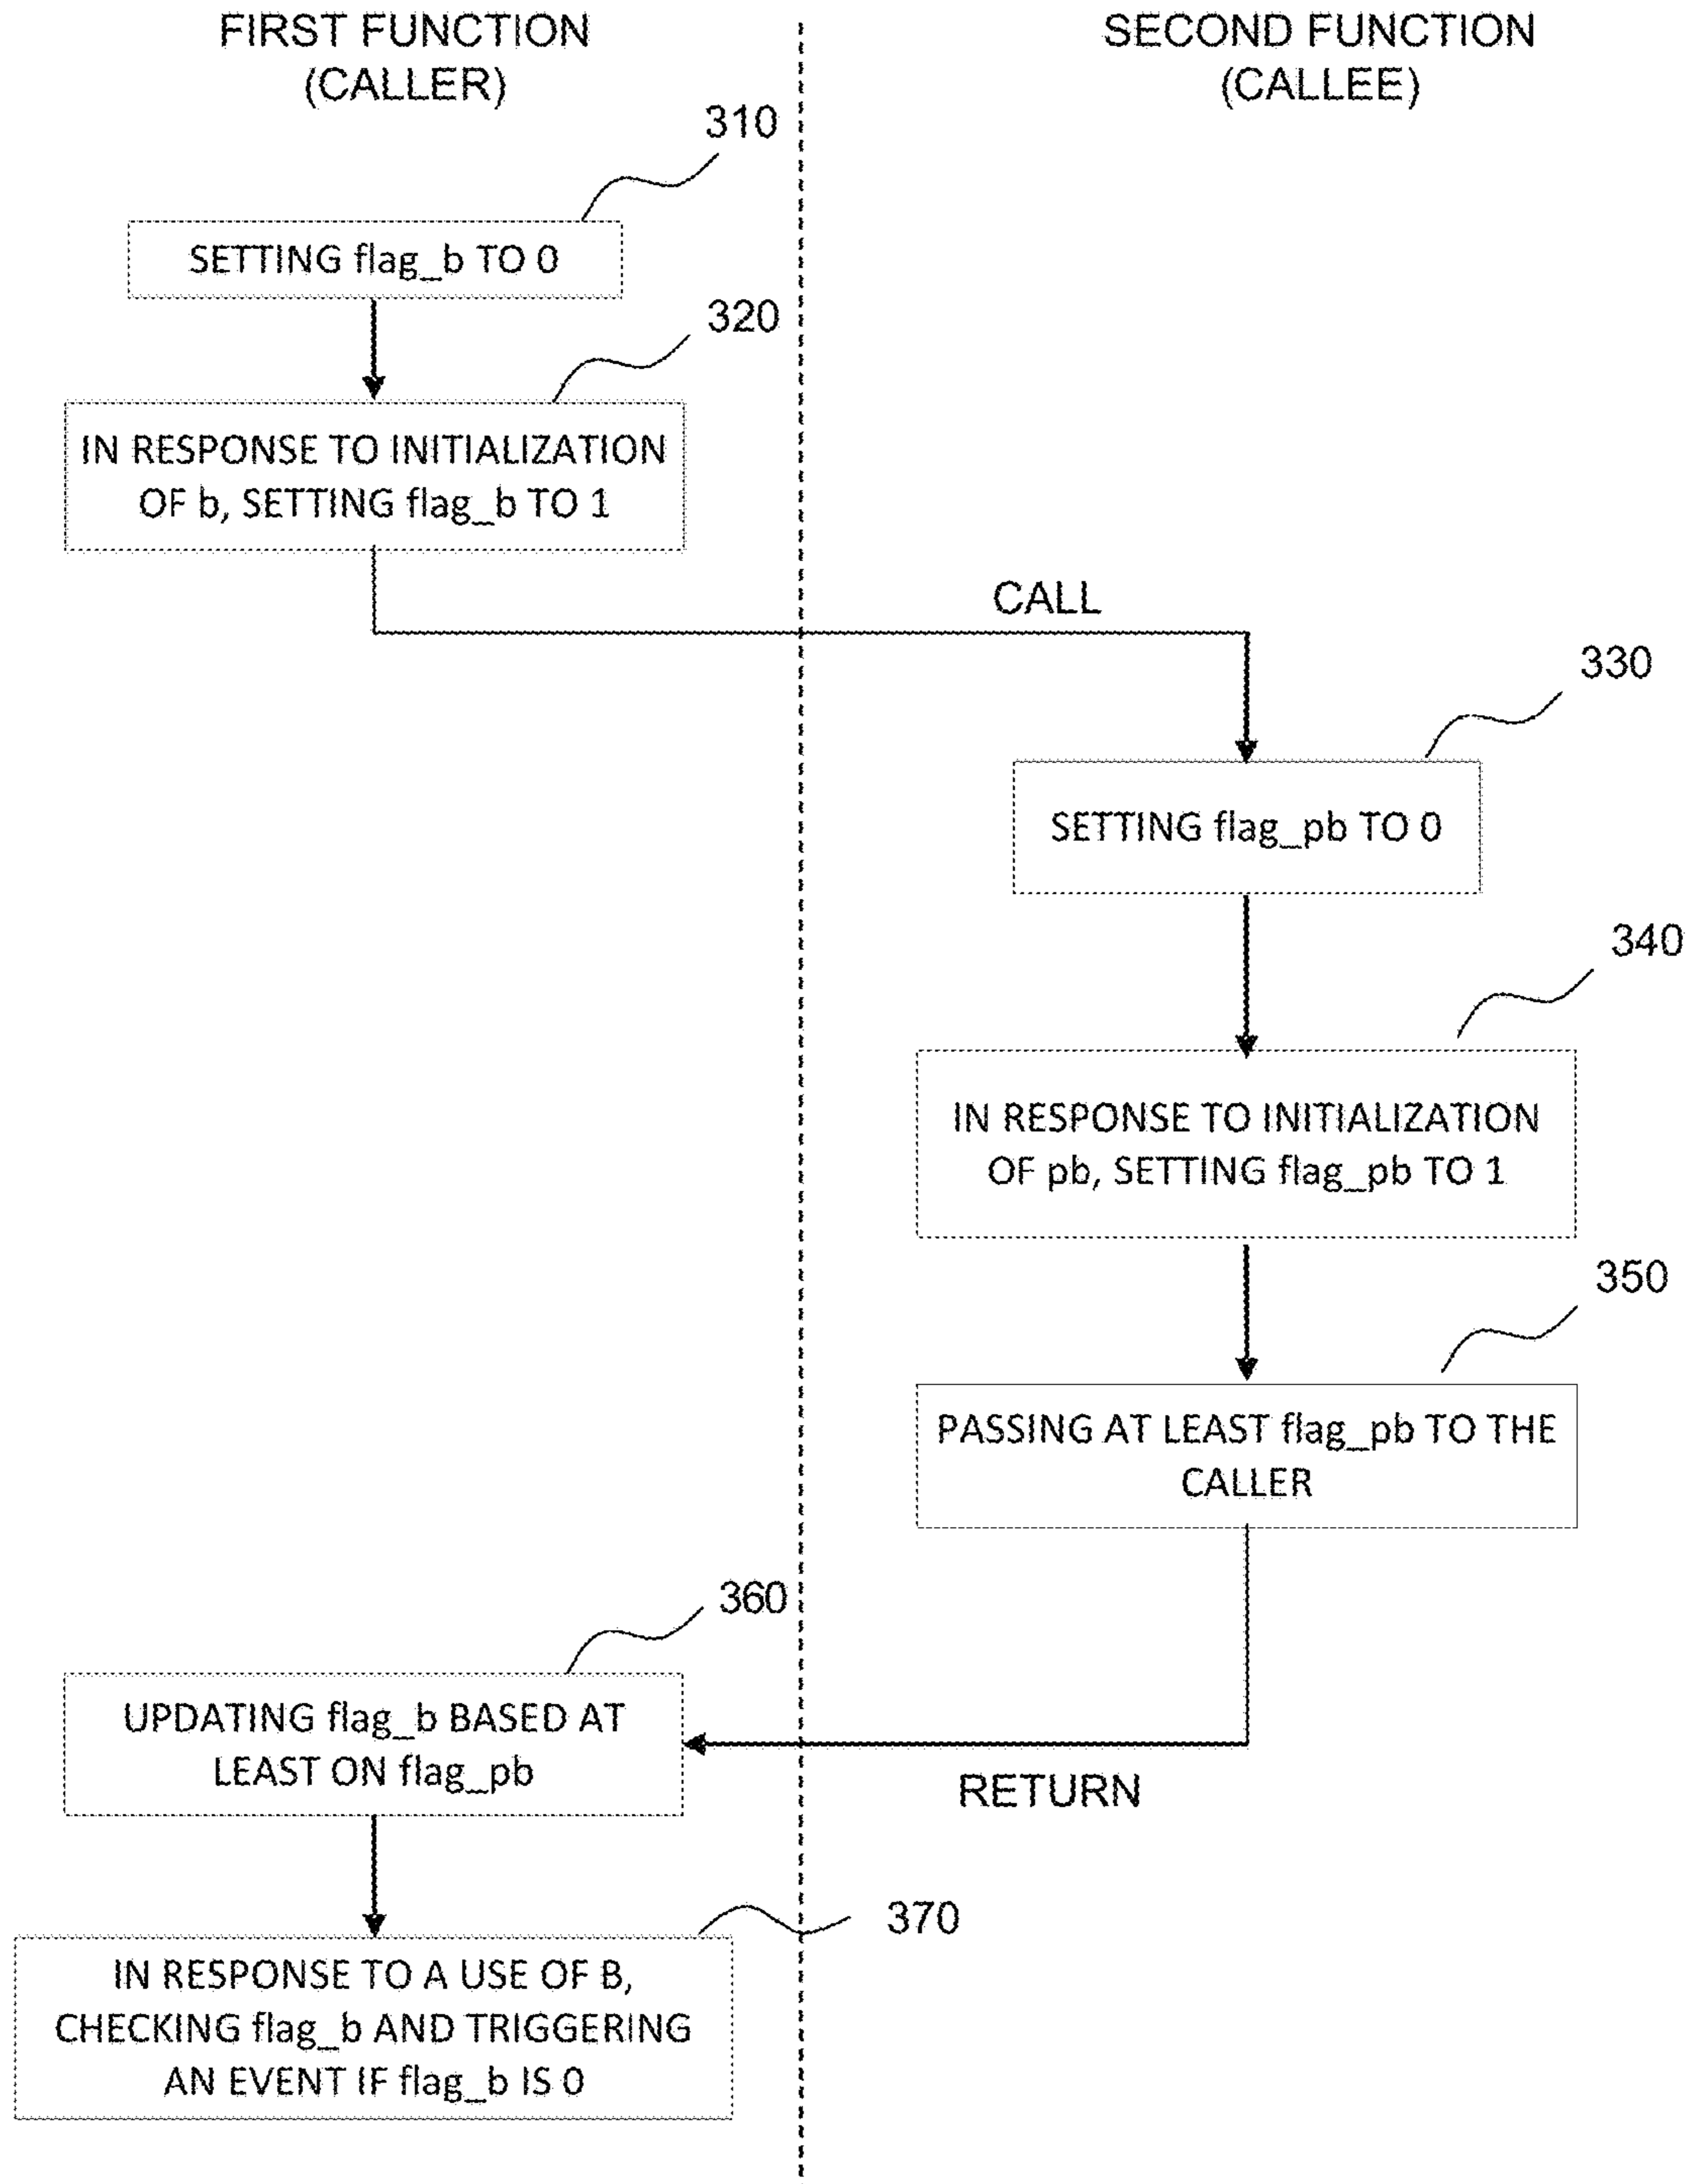 FIRST FUNCTION
(CALLER)
SECOND FUNCTION
(CALLEE)
310
SETTING flag_b TO 0
320
IN RESPONSE TO INITIALIZATION
OF b, SETTING flag_b TO 1
CALL
330
SETTING flag_pb TO 0
340
IN RESPONSE TO INITIALIZATION
OF pb, SETTING flag_pb TO 1
350
PASSING AT LEAST flag_pb TO THE
CALLER
360
UPDATING flag_b BASED AT
LEAST ON flag_pb
RETURN
370
IN RESPONSE TO A USE OF B,
CHECKING flag_b AND TRIGGERING
AN EVENT IF flag_b IS 0